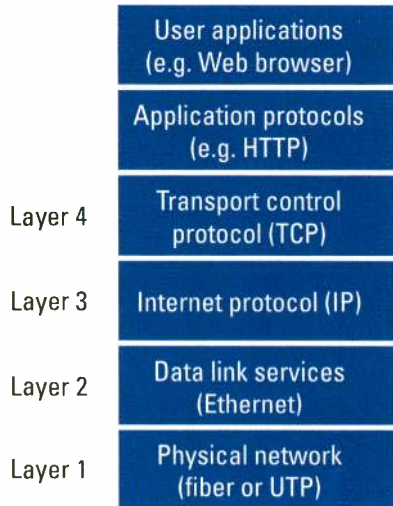 User applications
(e.g. Web browser)
Application protocols
(e.g. HTTP)
Layer 4
Transport control
protocol (TCP)
Layer 3
Internet protocol (IP)
Layer 2
Data link services
(Ethernet)
Layer 1
Physical network
(fiber or UTP)